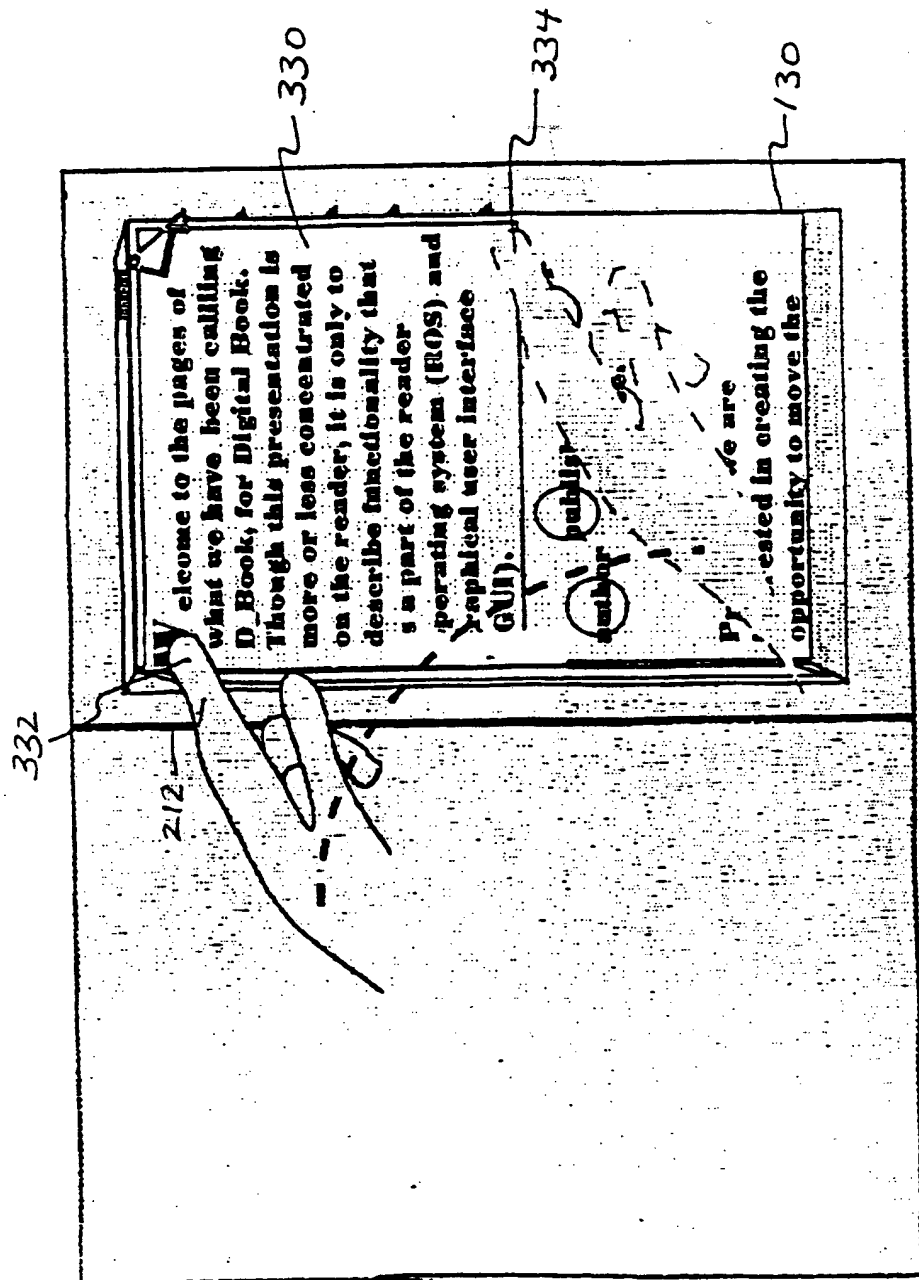 332
212
330
334
130
elcome to the pages of
what we have been calling
D_Book, for Digital Book.
Though this presentation is
more or less concentrated
on the reader, it is only to
describe functionality that
s a part of the reader
perating system (ROS) and
raphical user interface
GUI).
author publis
We are
eated in creating the
opportunity to move the